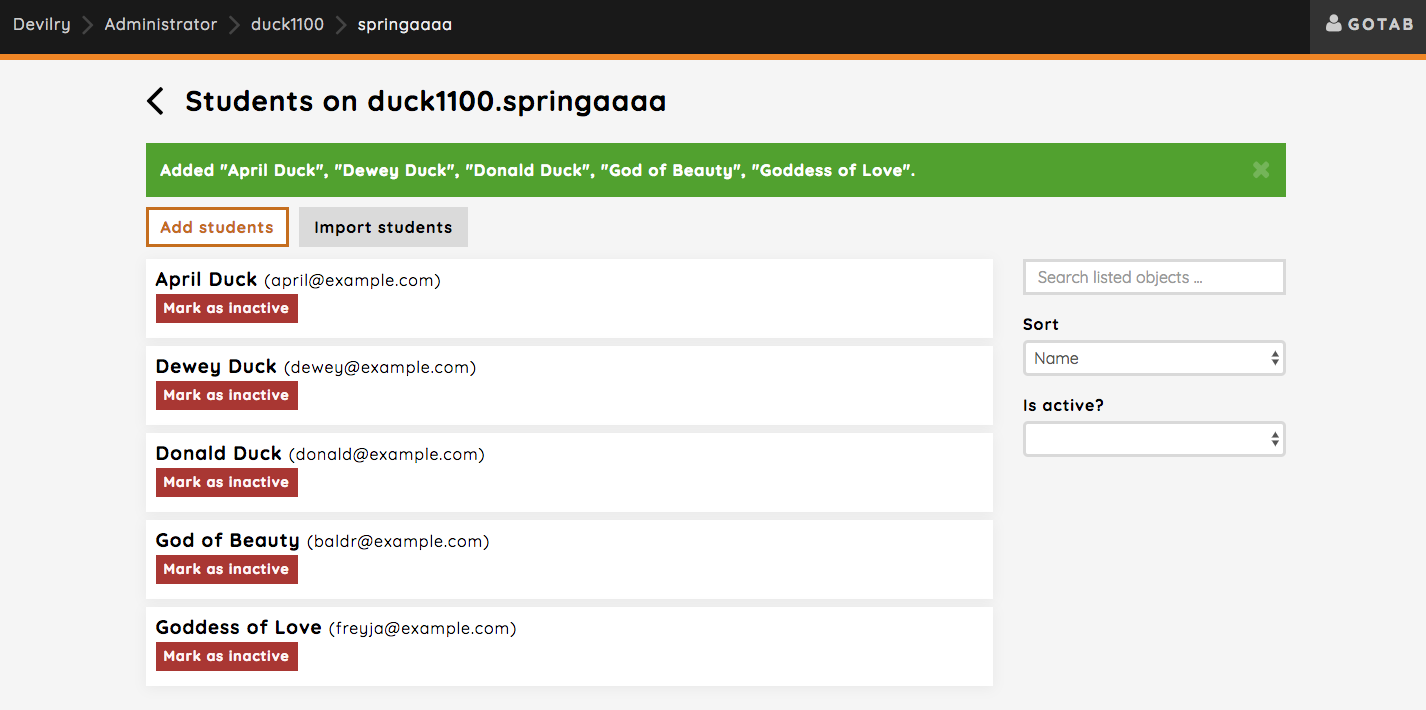 Devilry Administrator duck1100 springaaaa GOTAB
Students on duck1100.springaaaa
Added "April Duck", "Dewey Duck", "Donald Duck", "God of Beauty", "Goddess of Love".
Add students Import students
April Duck (april@example.com)
Mark as inactive
Dewey Duck (dewey@example.com)
Mark as inactive
Donald Duck (donald@example.com)
Mark as inactive
God of Beauty (baldr@example.com)
Mark as inactive
Goddess of Love (freyja@example.com)
Mark as inactive
Search listed objects ...
Sort
Name
Is active?